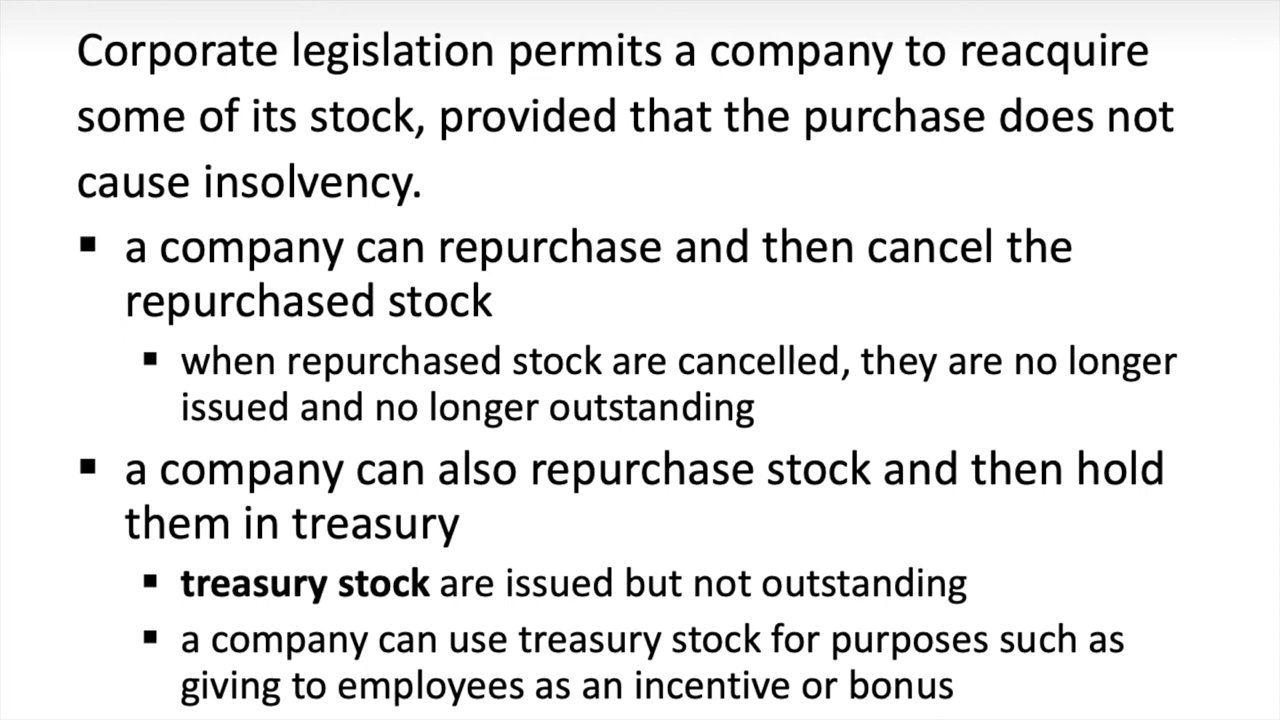 Corporate legislation permits a company to reacquire
some of its stock, provided that the purchase does not
cause insolvency.
▪ a company can repurchase and then cancel the
repurchased stock
▪ when repurchased stock are cancelled, they are no longer
issued and no longer outstanding
▪ a company can also repurchase stock and then hold
them in treasury
▪ treasury stock are issued but not outstanding
▪ a company can use treasury stock for purposes such as
giving to employees as an incentive or bonus